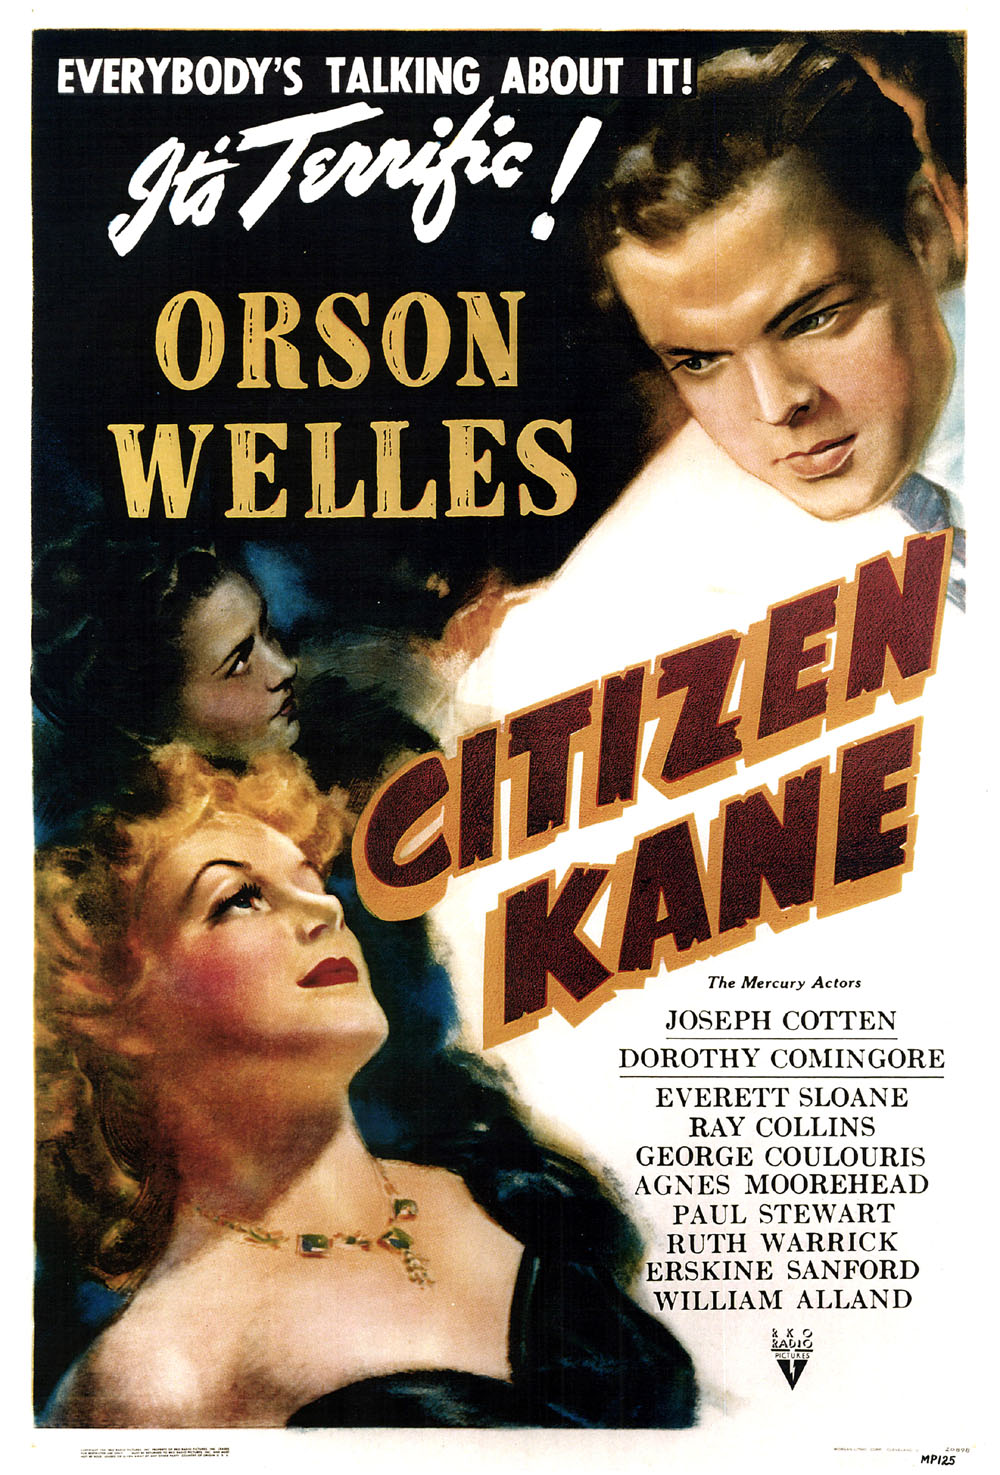 EVERYBODY'S TALKING ABOUT IT!
It's Terrific!
ORSON
WELLES
CITIZEN
KANE
The Mercury Actors
JOSEPH COTTEN
DOROTHY COMINGORE
EVERETT SLOANE
RAY COLLINS
GEORGE COULOURIS
AGNES MOOREHEAD
PAUL STEWART
RUTH WARRICK
ERSKINE SANFORD
WILLIAM ALLAND
RKO
RADIO
PICTURES
MP125